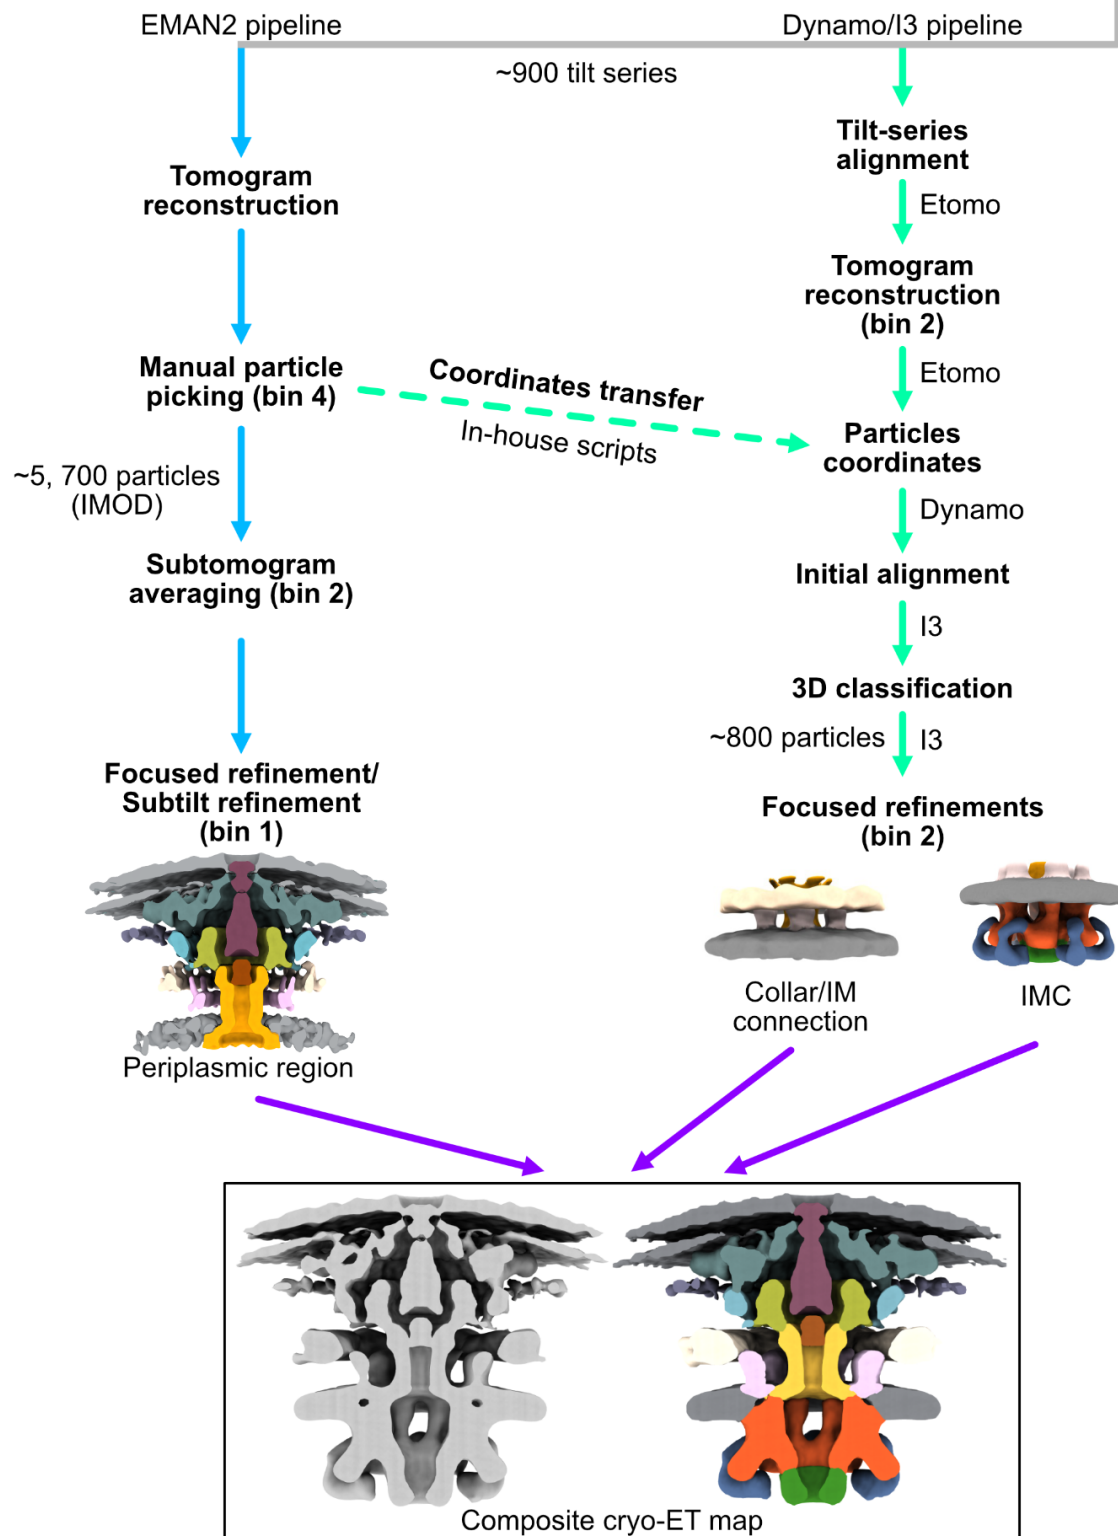 EMAN2 pipeline
Dynamo/I3 pipeline
~900 tilt series
Tilt-series
alignment
Tomogram
reconstruction
Etomo
Tomogram
reconstruction
(bin 2)
Manual particle
picking (bin 4)
Coordinates transfer
In-house scripts
Etomo
Particles
coordinates
~5, 700 particles
(IMOD)
Dynamo
Subtomogram
averaging (bin 2)
Initial alignment
I3
3D classification
~800 particles
I3
Focused refinement/
Subtilt refinement
(bin 1)
Focused refinements
(bin 2)
Periplasmic region
Collar/IM
connection
IMC
Composite cryo-ET map